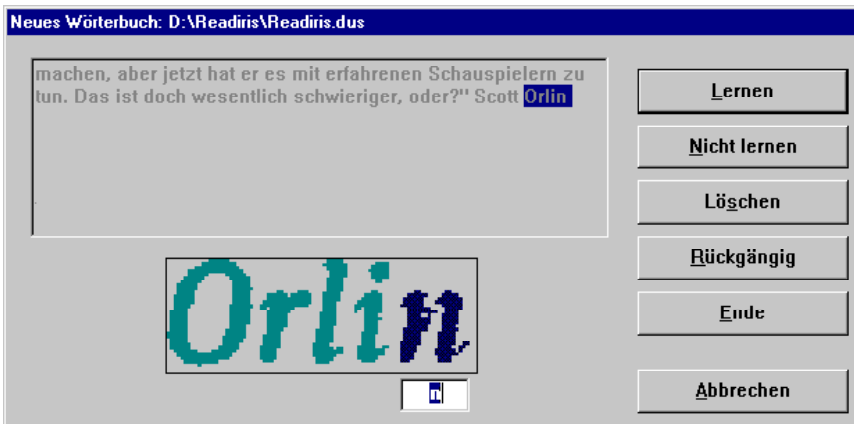 Neues Wörterbuch: D:\Readiris\Readiris.dus
machen, aber jetzt hat er es mit erfahrenen Schauspielern zu
tun. Das ist doch wesentlich schwieriger, oder?" Scott Orlin
Lernen
Nicht lernen
Löschen
Rückgängig
Ende
Abbrechen
Orlin
n